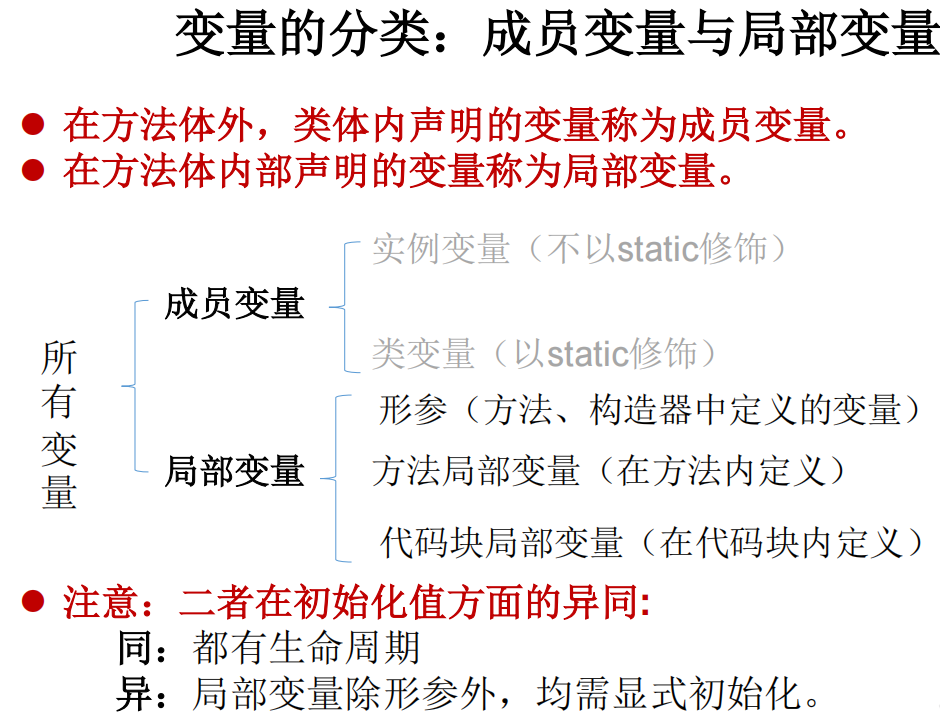 变量的分类：成员变量与局部变量
● 在方法体外，类体内声明的变量称为成员变量。
● 在方法体内部声明的变量称为局部变量。
所有变量
成员变量
实例变量（不以static修饰）
类变量（以static修饰）
局部变量
形参（方法、构造器中定义的变量）
方法局部变量（在方法内定义）
代码块局部变量（在代码块内定义）
● 注意：二者在初始化值方面的异同:
同：都有生命周期
异：局部变量除形参外，均需显式初始化。